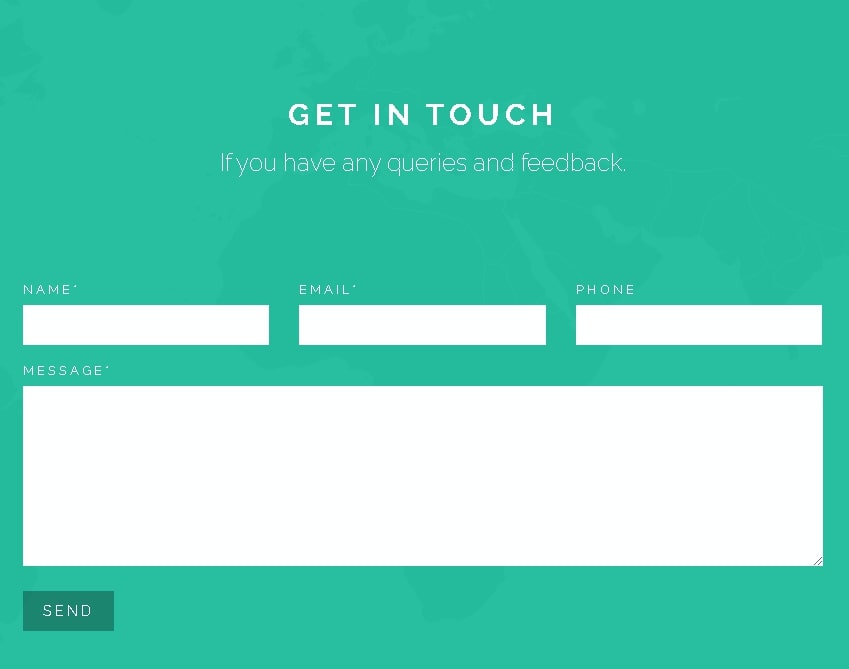 GET IN TOUCH
If you have any queries and feedback.
NAME*
EMAIL*
PHONE
MESSAGE*
SEND